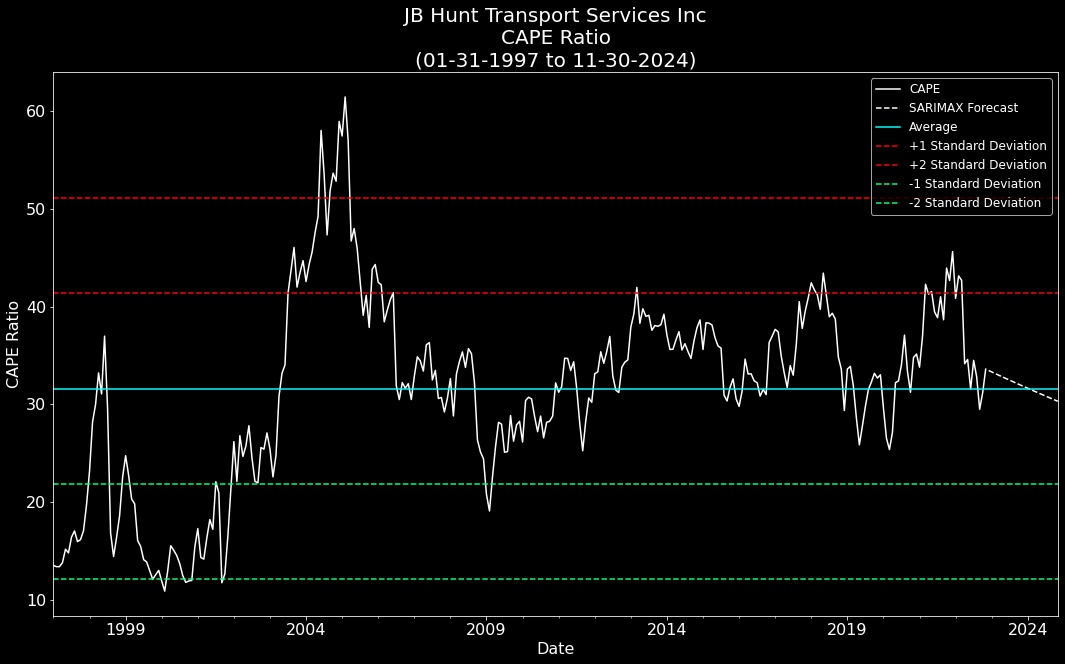 JB Hunt Transport Services Inc
CAPE Ratio
(01-31-1997 to 11-30-2024)
CAPE
SARIMAX Forecast
Average
+1 Standard Deviation
+2 Standard Deviation
-1 Standard Deviation
-2 Standard Deviation
60
50
40
30
20
10
CAPE Ratio
1999
2004
2009
2014
2019
2024
Date